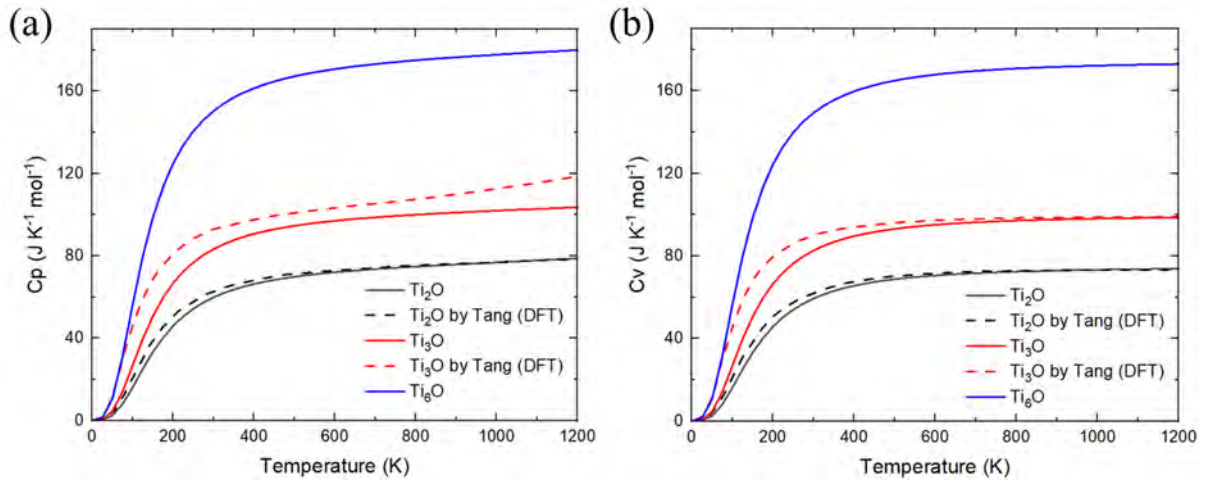 (a)
Cp (J K⁻¹ mol⁻¹)
160
120
80
40
0
0 200 400 600 800 1000 1200
Temperature (K)
Ti₂O
Ti₂O by Tang (DFT)
Ti₃O
Ti₃O by Tang (DFT)
Ti₆O
(b)
Cv (J K⁻¹ mol⁻¹)
160
120
80
40
0
0 200 400 600 800 1000 1200
Temperature (K)
Ti₂O
Ti₂O by Tang (DFT)
Ti₃O
Ti₃O by Tang (DFT)
Ti₆O